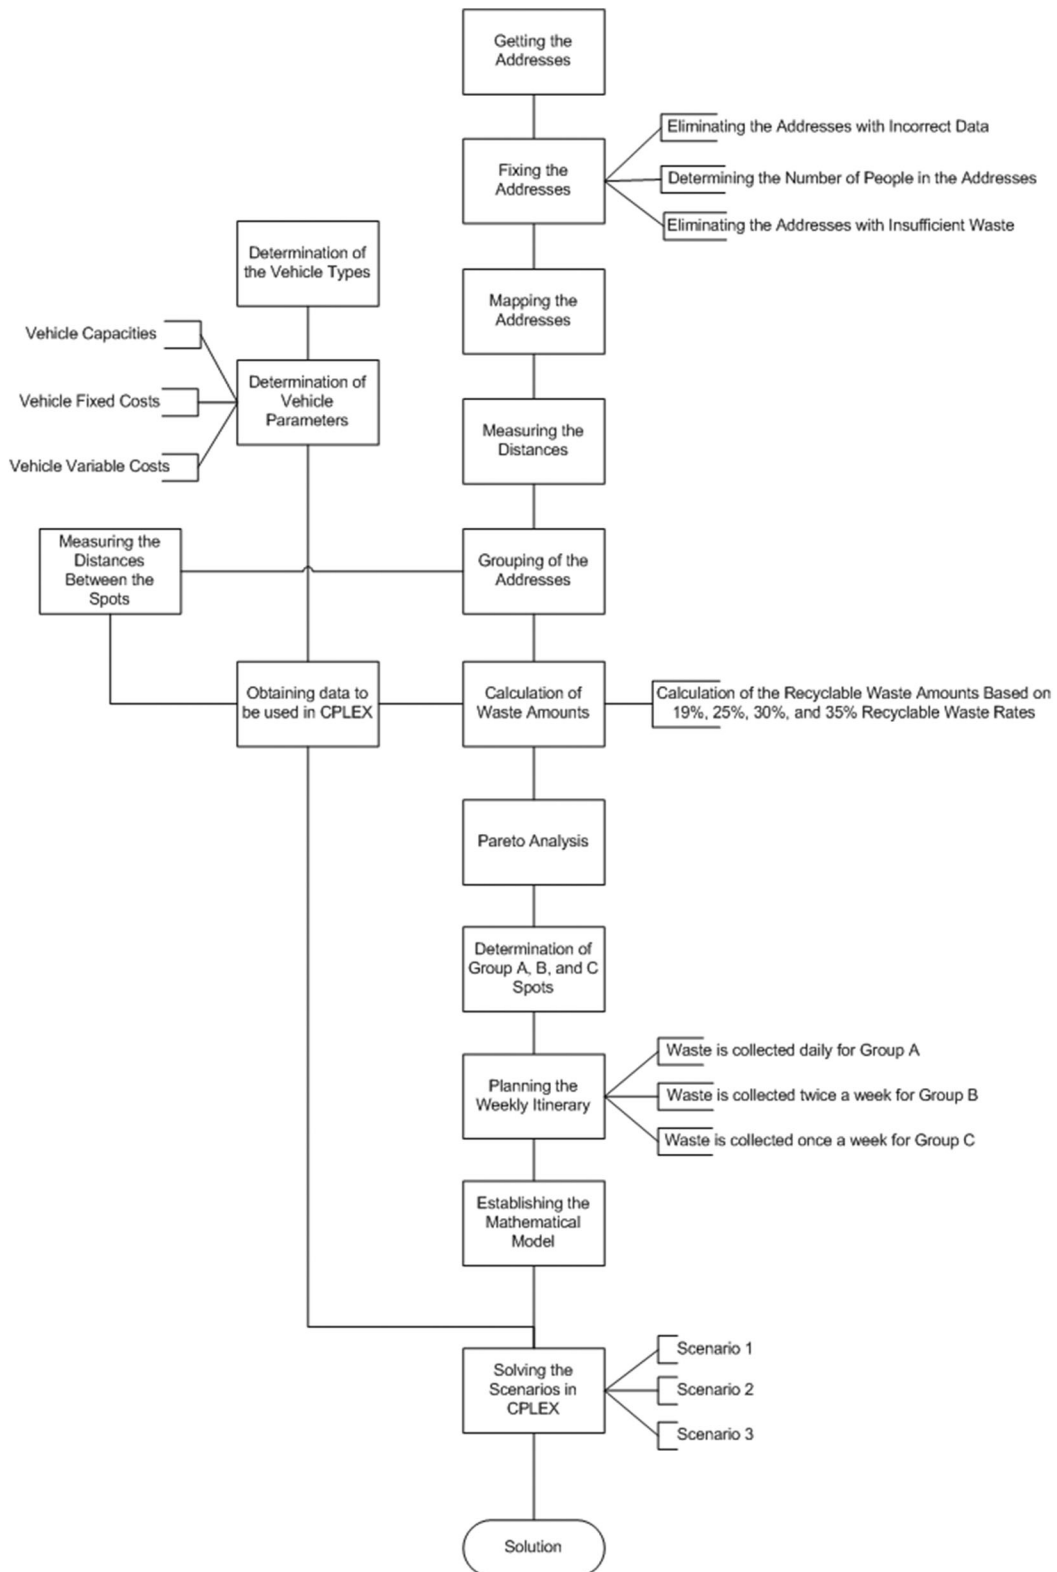 Getting the
Addresses
Fixing the
Addresses
Eliminating the Addresses with Incorrect Data
Determining the Number of People in the Addresses
Eliminating the Addresses with Insufficient Waste
Determination of
the Vehicle Types
Mapping the
Addresses
Vehicle Capacities
Vehicle Fixed Costs
Vehicle Variable Costs
Determination of
Vehicle
Parameters
Measuring the
Distances
Measuring the
Distances
Between the
Spots
Grouping of the
Addresses
Obtaining data to
be used in CPLEX
Calculation of
Waste Amounts
Calculation of the Recyclable Waste Amounts Based on
19%, 25%, 30%, and 35% Recyclable Waste Rates
Pareto Analysis
Determination of
Group A, B, and C
Spots
Planning the
Weekly Itinerary
Waste is collected daily for Group A
Waste is collected twice a week for Group B
Waste is collected once a week for Group C
Establishing the
Mathematical
Model
Solving the
Scenarios in
CPLEX
Scenario 1
Scenario 2
Scenario 3
Solution